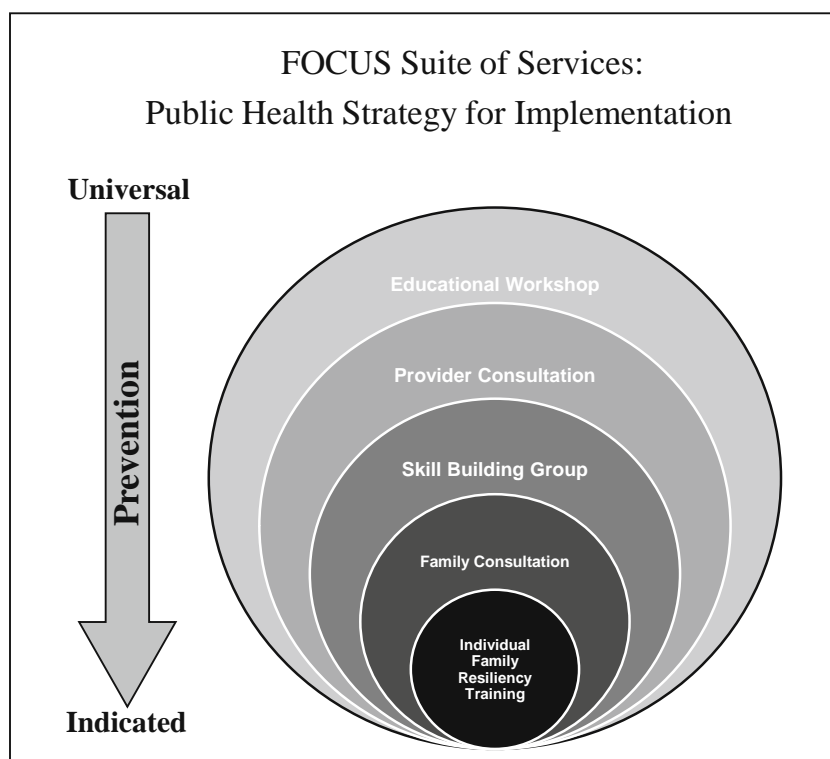 FOCUS Suite of Services:
Public Health Strategy for Implementation
Universal
Prevention
Indicated
Educational Workshop
Provider Consultation
Skill Building Group
Family Consultation
Individual
Family
Resiliency
Training